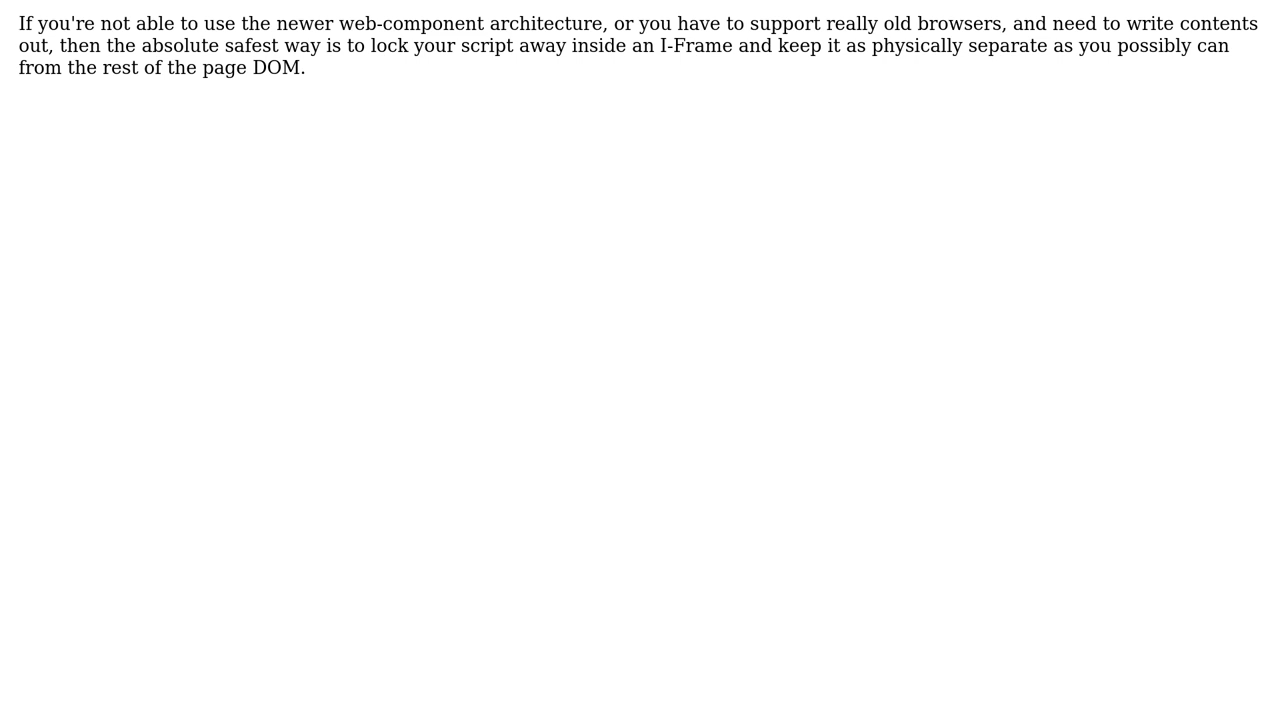 If you're not able to use the newer web-component architecture, or you have to support really old browsers, and need to write contents
out, then the absolute safest way is to lock your script away inside an I-Frame and keep it as physically separate as you possibly can
from the rest of the page DOM.